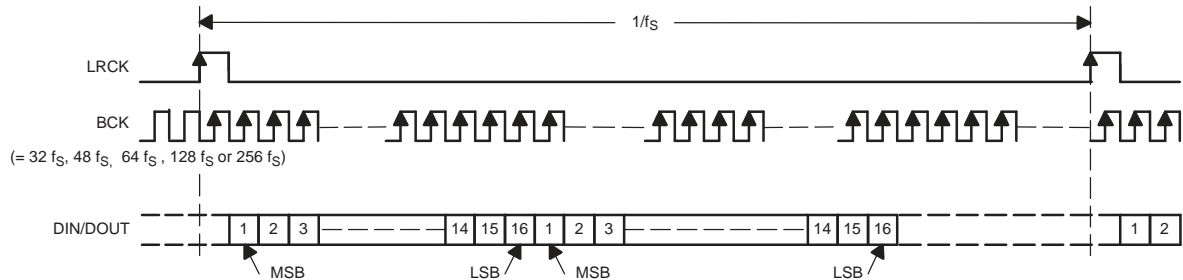 1/fS
LRCK
BCK
(= 32 fS, 48 fS, 64 fS , 128 fS or 256 fS)
DIN/DOUT 1 2 3 14 15 16 1 2 3 14 15 16 1 2
MSB LSB MSB LSB